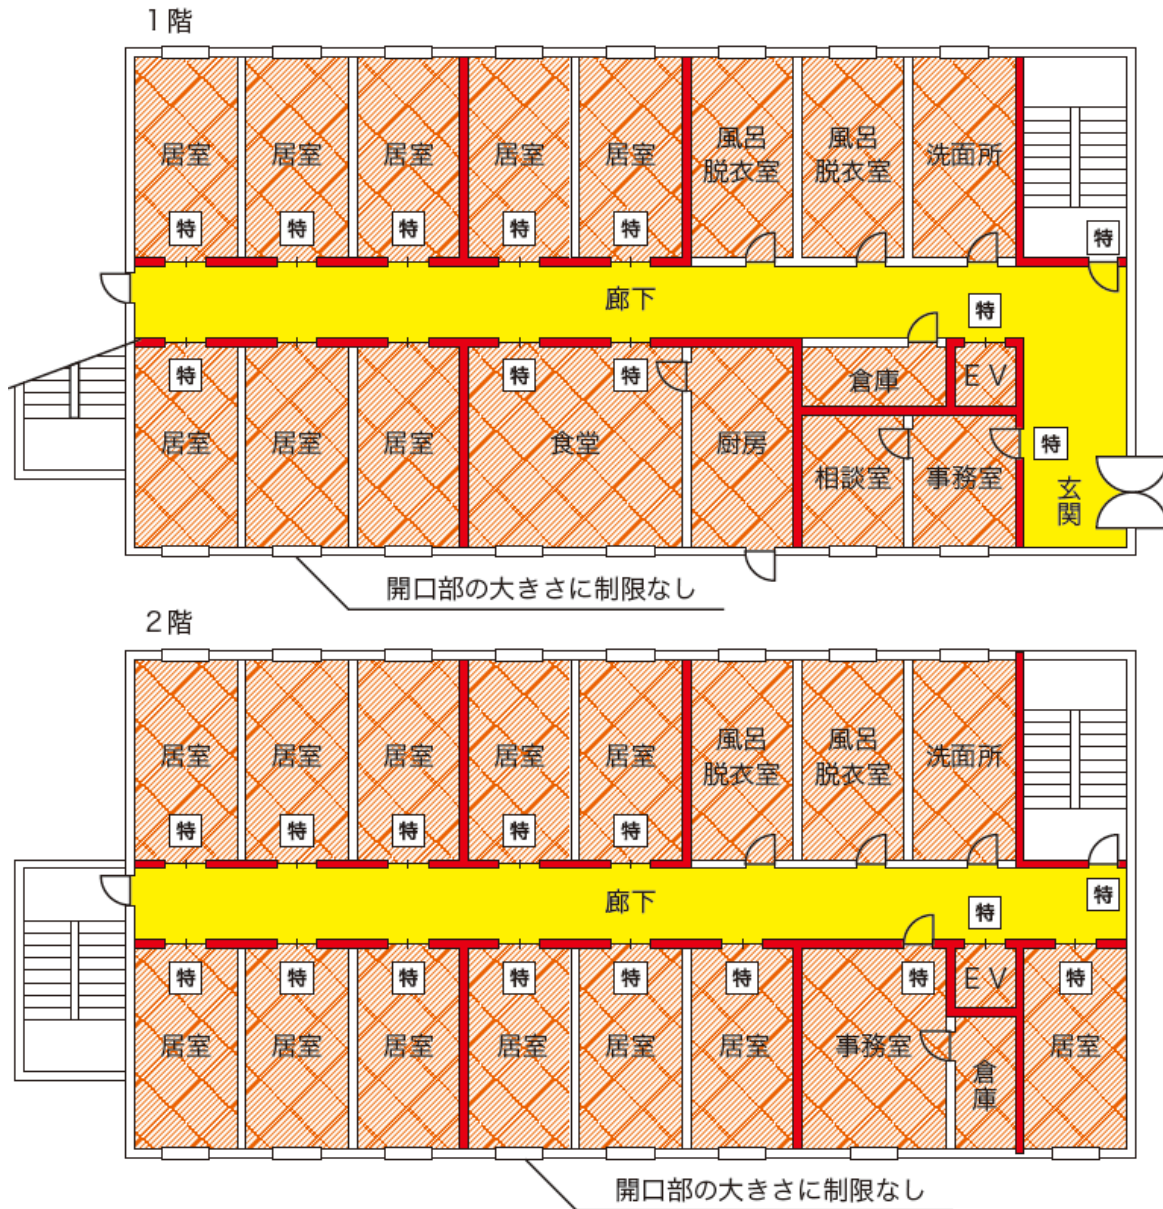 1階
居室 居室 居室 居室 居室 風呂脱衣室 風呂脱衣室 洗面所
特 特 特 特 特 特
廊下 特
特 特 特
居室 居室 居室 食堂 厨房 倉庫 EV
相談室 事務室 特
玄関
開口部の大きさに制限なし
2階
居室 居室 居室 居室 居室 風呂脱衣室 風呂脱衣室 洗面所
特 特 特 特 特
廊下 特 特
特 特 特 特 特 特 特 EV 特
居室 居室 居室 居室 居室 居室 事務室 倉庫 居室
開口部の大きさに制限なし